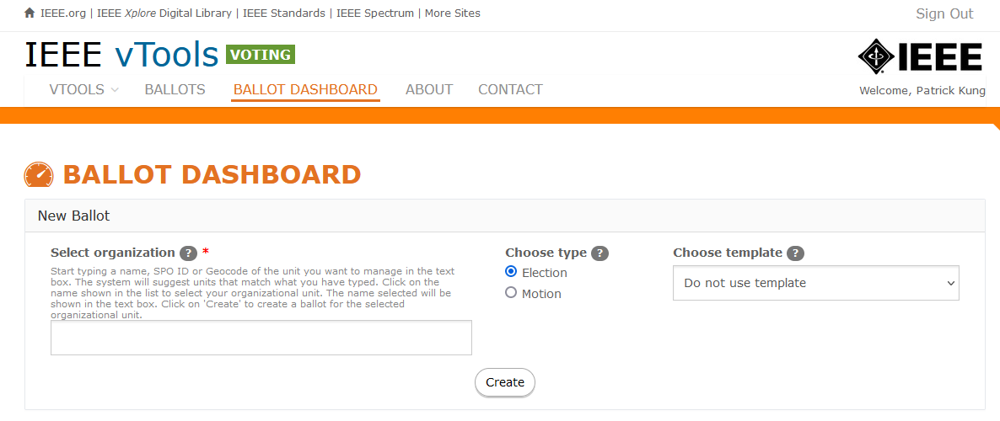 IEEE.org | IEEE Xplore Digital Library | IEEE Standards | IEEE Spectrum | More Sites
Sign Out
IEEE vTools VOTING
IEEE
VTOOLS BALLOTS BALLOT DASHBOARD ABOUT CONTACT
Welcome, Patrick Kung
BALLOT DASHBOARD
New Ballot
Select organization ? *
Start typing a name, SPO ID or Geocode of the unit you want to manage in the text
box. The system will suggest units that match what you have typed. Click on the
name shown in the list to select your organizational unit. The name selected will be
shown in the text box. Click on 'Create' to create a ballot for the selected
organizational unit.
Choose type ?
Election
Motion
Choose template ?
Do not use template
Create